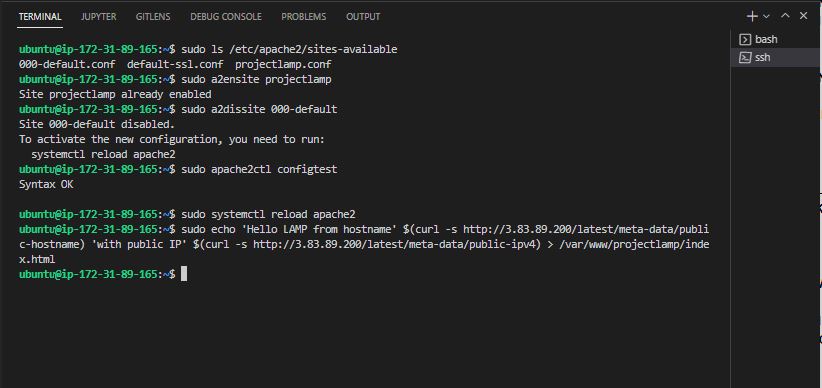 TERMINAL JUPYTER GITLENS DEBUG CONSOLE PROBLEMS OUTPUT
bash
ssh
ubuntu@ip-172-31-89-165:~$ sudo ls /etc/apache2/sites-available
000-default.conf  default-ssl.conf  projectlamp.conf
ubuntu@ip-172-31-89-165:~$ sudo a2ensite projectlamp
Site projectlamp already enabled
ubuntu@ip-172-31-89-165:~$ sudo a2dissite 000-default
Site 000-default disabled.
To activate the new configuration, you need to run:
  systemctl reload apache2
ubuntu@ip-172-31-89-165:~$ sudo apache2ctl configtest
Syntax OK
ubuntu@ip-172-31-89-165:~$ sudo systemctl reload apache2
ubuntu@ip-172-31-89-165:~$ sudo echo 'Hello LAMP from hostname' $(curl -s http://3.83.89.200/latest/meta-data/publi
c-hostname) 'with public IP' $(curl -s http://3.83.89.200/latest/meta-data/public-ipv4) > /var/www/projectlamp/inde
x.html
ubuntu@ip-172-31-89-165:~$